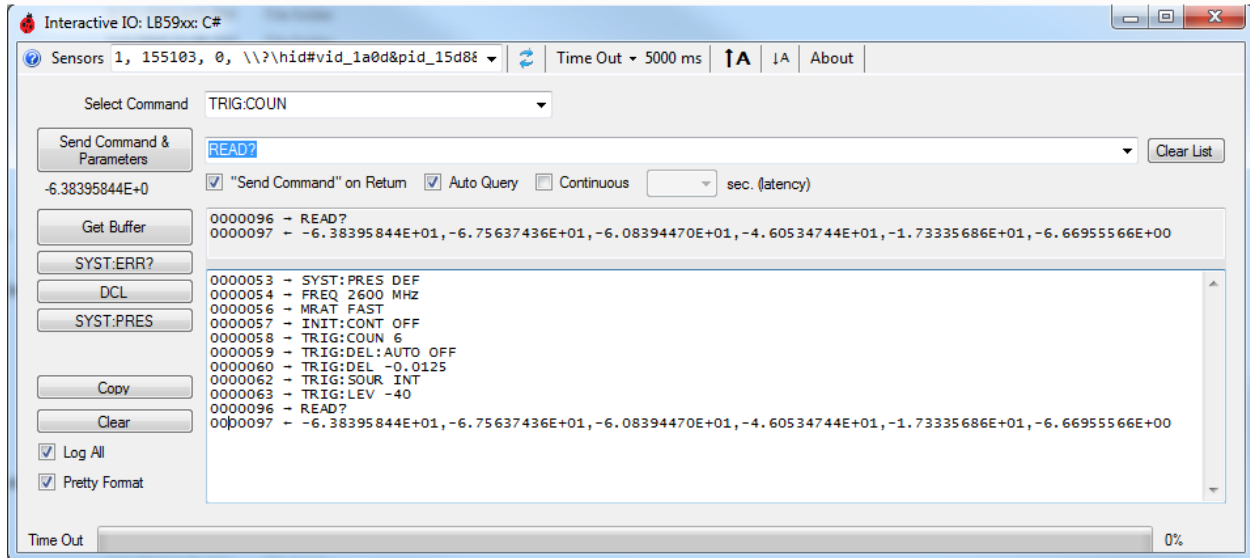 Interactive IO: LB59xx: C#
Sensors 1, 155103, 0, \\?\hid#vid_1a0d&pid_15d8& Time Out 5000 ms ↑A ↓A About
Select Command TRIG:COUN
Send Command & Parameters READ? Clear List
-6.38395844E+0 "Send Command" on Return Auto Query Continuous sec. (latency)
Get Buffer
0000096 → READ?
0000097 ← -6.38395844E+01,-6.75637436E+01,-6.08394470E+01,-4.60534744E+01,-1.73335686E+01,-6.66955566E+00
SYST:ERR?
DCL
SYST:PRES
0000053 → SYST:PRES DEF
0000054 → FREQ 2600 MHz
0000056 → MRAT FAST
0000057 → INIT:CONT OFF
0000058 → TRIG:COUN 6
0000059 → TRIG:DEL:AUTO OFF
0000060 → TRIG:DEL -0.0125
0000062 → TRIG:SOUR INT
0000063 → TRIG:LEV -40
0000096 → READ?
0000097 ← -6.38395844E+01,-6.75637436E+01,-6.08394470E+01,-4.60534744E+01,-1.73335686E+01,-6.66955566E+00
Copy
Clear
Log All
Pretty Format
Time Out 0%